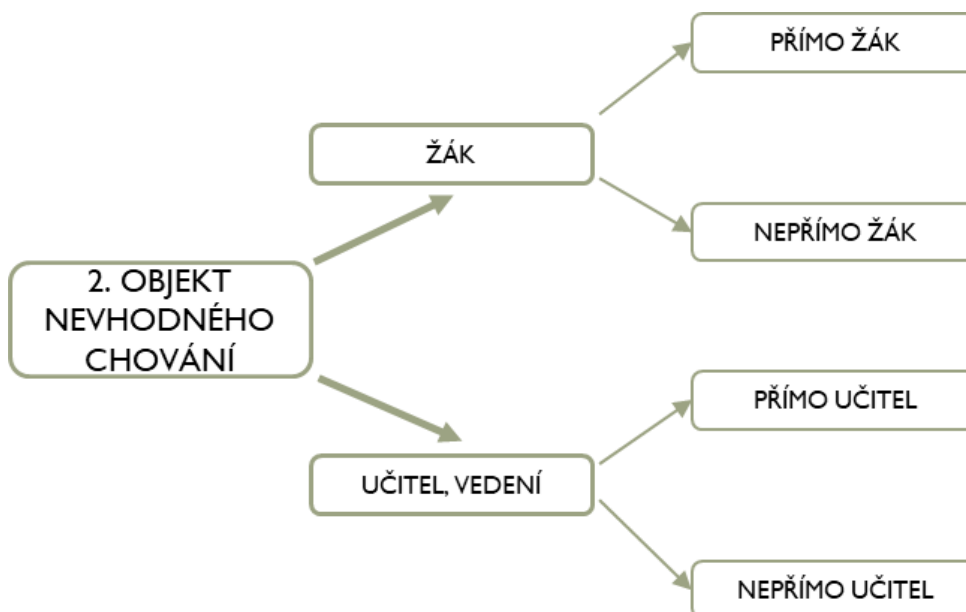 PŘÍMO ŽÁK
ŽÁK
NEPŘÍMO ŽÁK
2. OBJEKT
NEVHODNÉHO
CHOVÁNÍ
PŘÍMO UČITEL
UČITEL, VEDENÍ
NEPŘÍMO UČITEL